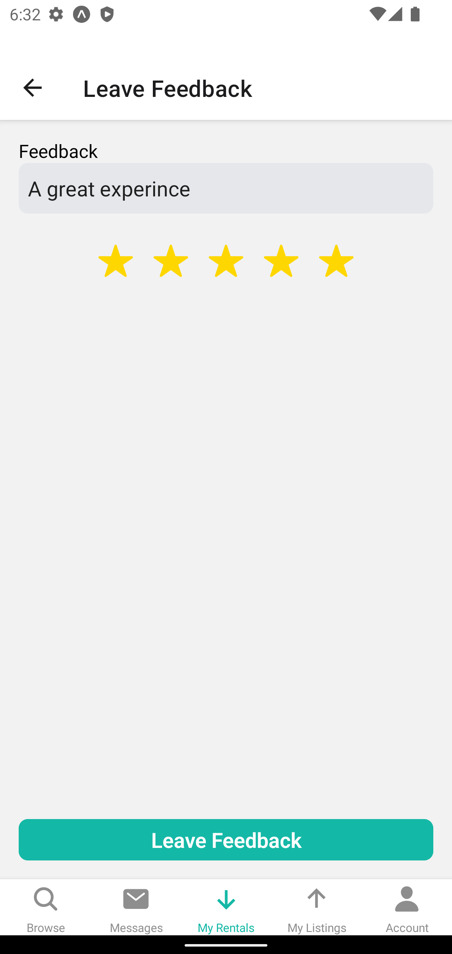 6:32
Leave Feedback
Feedback
A great experince
Leave Feedback
Browse
Messages
My Rentals
My Listings
Account